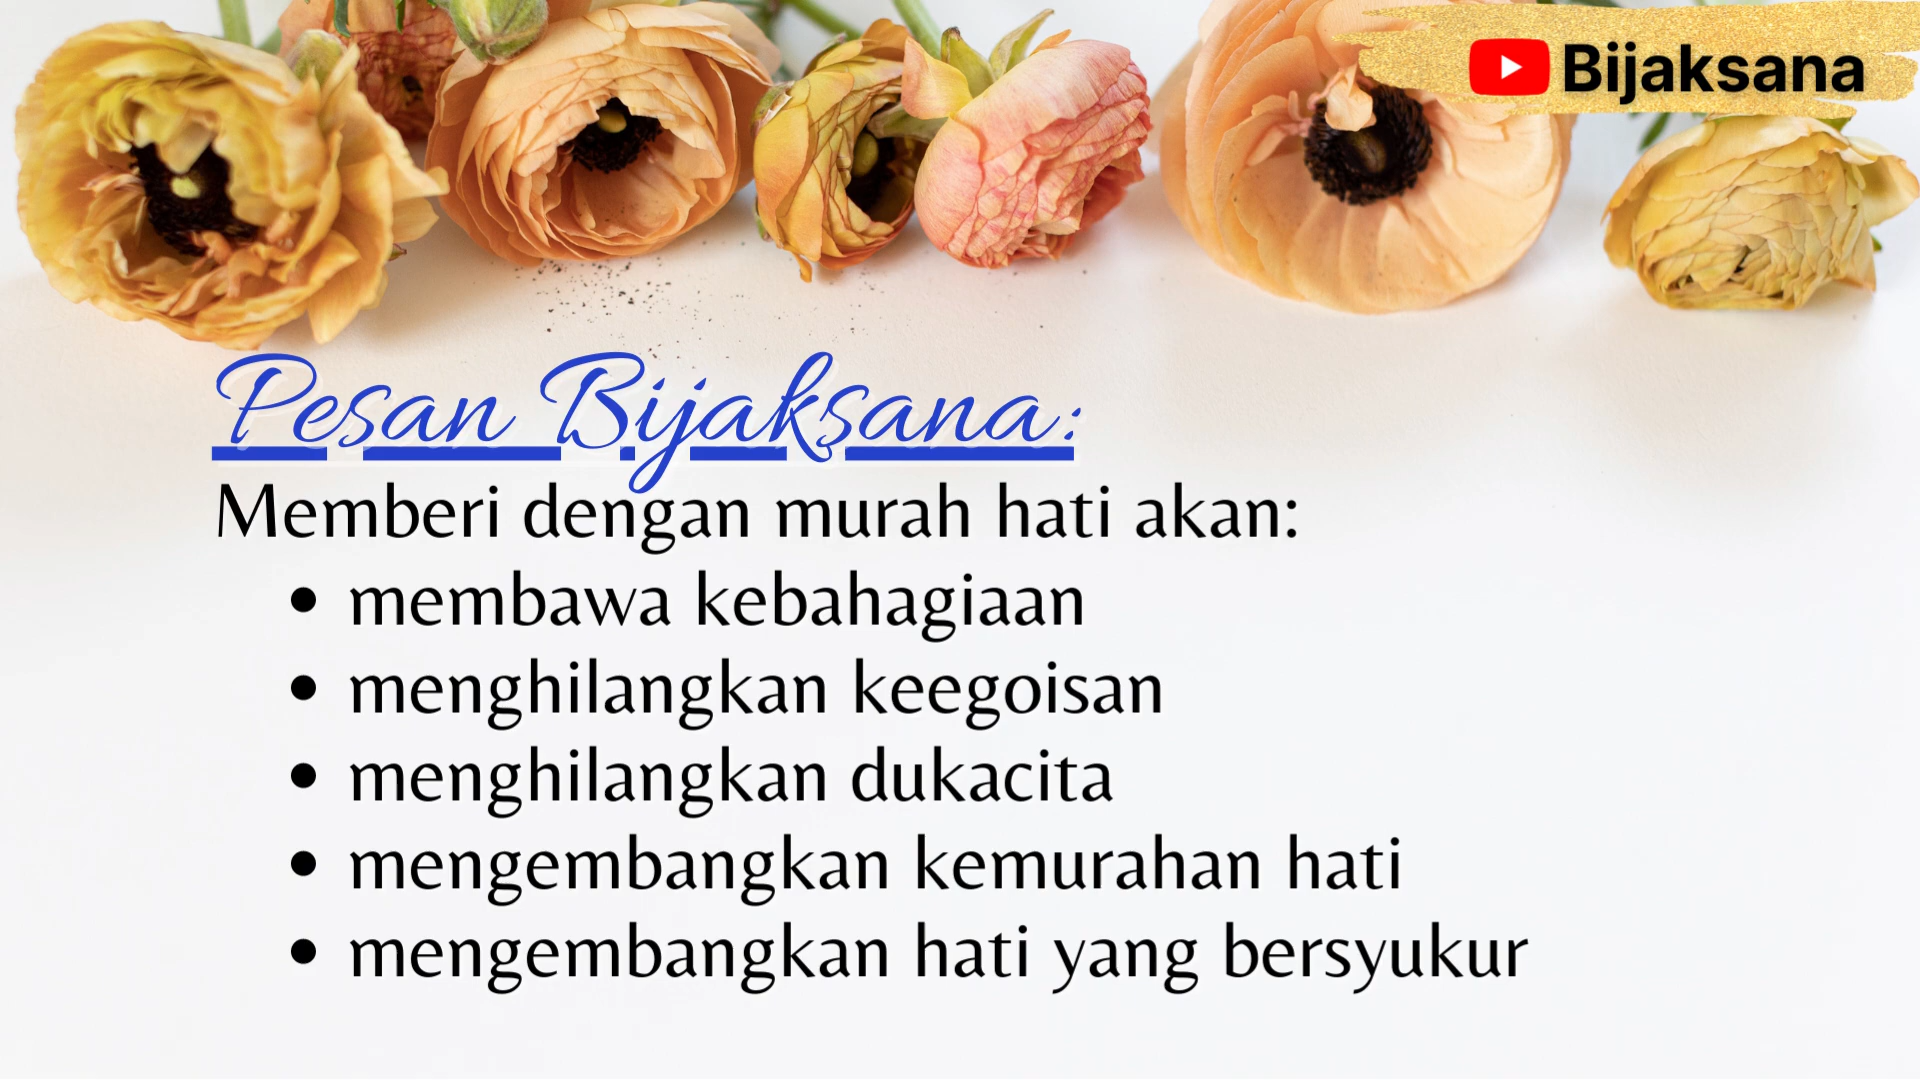 Bijaksana
Pesan Bijaksana:
Memberi dengan murah hati akan:
• membawa kebahagiaan
• menghilangkan keegoisan
• menghilangkan dukacita
• mengembangkan kemurahan hati
• mengembangkan hati yang bersyukur